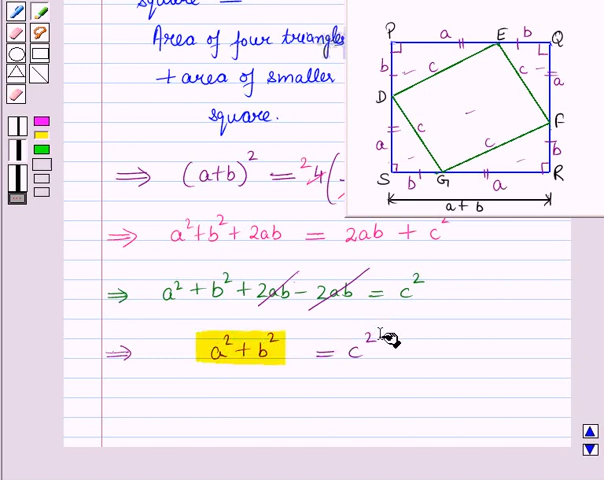 square =
Area of four triangles
+ area of smaller
square.
⇒ (a+b)² = ²4(
⇒ a²+b²+2ab = 2ab + c²
⇒ a²+b²+2ab-2ab = c²
⇒ a²+b² = c²
P a E b Q
b c c a
D F
a c c b
S b G a R
a+b